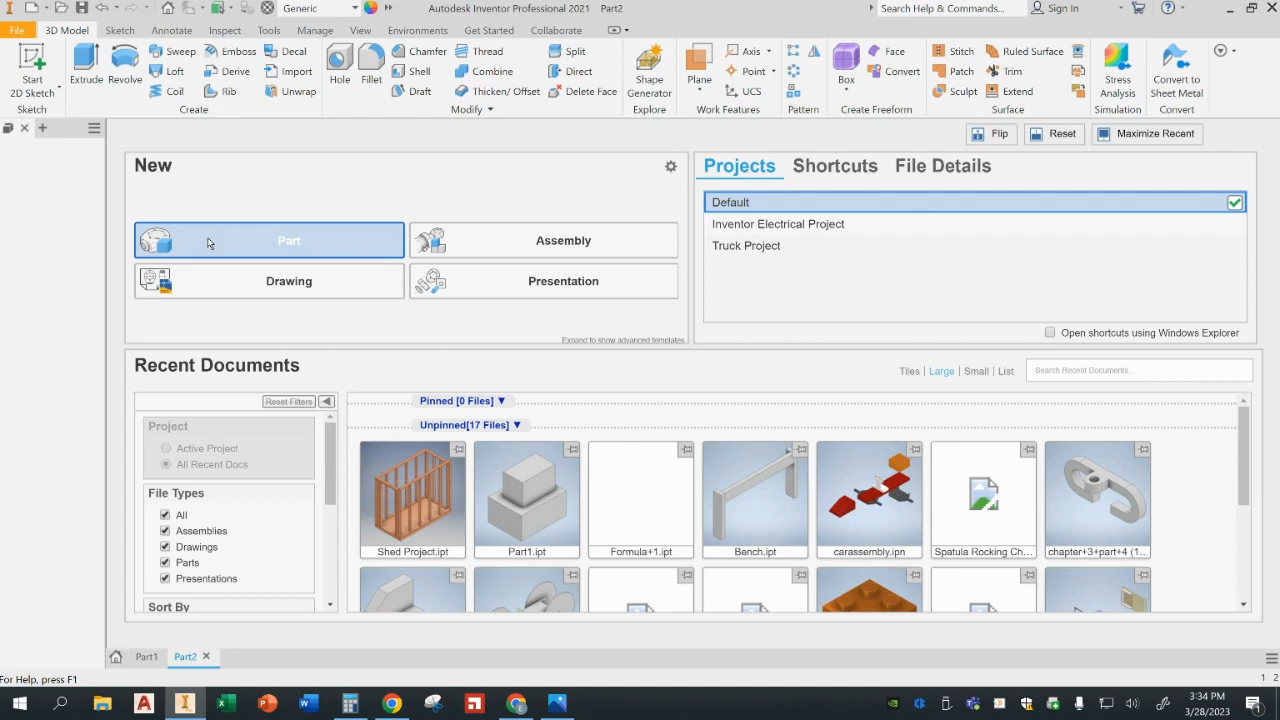 File Generic Autodesk Inventor Professional 2021 Part2 Search Help & Commands... Sign In
3D Model Sketch Annotate Inspect Tools Manage View Environments Get Started Collaborate
Start 2D Sketch
Extrude
Revolve
Sweep
Loft
Coil
Emboss
Derive
Rib
Decal
Import
Unwrap
Hole
Fillet
Chamfer
Shell
Draft
Thread
Combine
Thicken/ Offset
Split
Direct
Delete Face
Shape Generator
Plane
Axis
Point
UCS
Box
Face
Convert
Stitch
Patch
Sculpt
Ruled Surface
Trim
Extend
Stress Analysis
Convert to Sheet Metal
Sketch Create Modify Explore Work Features Pattern Create Freeform Surface Simulation Convert
Flip Reset Maximize Recent
New
Part
Assembly
Drawing
Presentation
Expand to show advanced templates
Projects Shortcuts File Details
Default
Inventor Electrical Project
Truck Project
Open shortcuts using Windows Explorer
Recent Documents
Tiles | Large | Small | List
Search Recent Documents...
Reset Filters
Project
Active Project
All Recent Docs
File Types
All
Assemblies
Drawings
Parts
Presentations
Sort By
Pinned [0 Files]
Unpinned[17 Files]
Shed Project.ipt
Part1.ipt
Formula+1.ipt
Bench.ipt
carassembly.ipn
Spatula Rocking Ch...
chapter+3+part+4 (1...
Part1 Part2
For Help, press F1
1 2
3:34 PM
3/28/2023